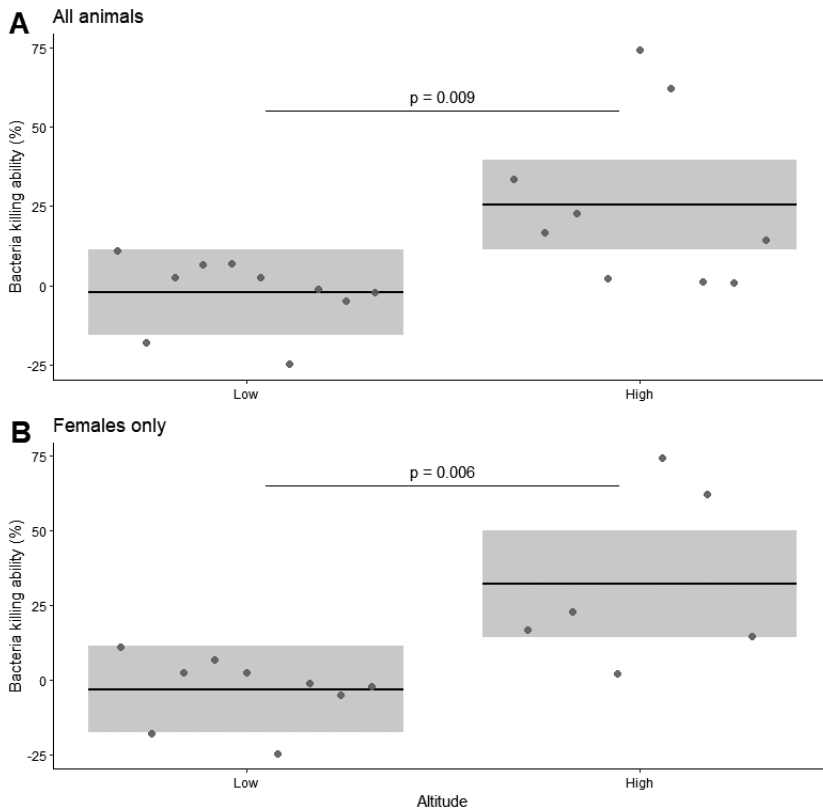 A All animals
75
p = 0.009
50
25
0
-25
Bacteria killing ability (%)
Low High
B Females only
75
p = 0.006
50
25
0
-25
Bacteria killing ability (%)
Low High
Altitude